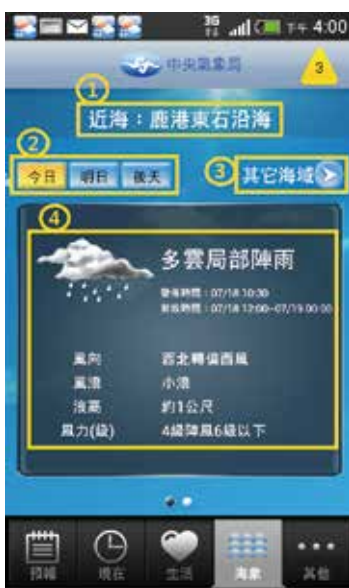 3G 下午 4:00
中央氣象局 3
①
近海：鹿港東石沿海
②
今日 明日 後天
③ 其它海域
④
多雲局部陣雨
發布時間：07/18 10:30
有效時間：07/18 12:00~07/19 00:00
風向 西北轉偏西風
風浪 小浪
浪高 約1公尺
風力(級) 4級陣風6級以下
預報 現在 生活 海象 其他